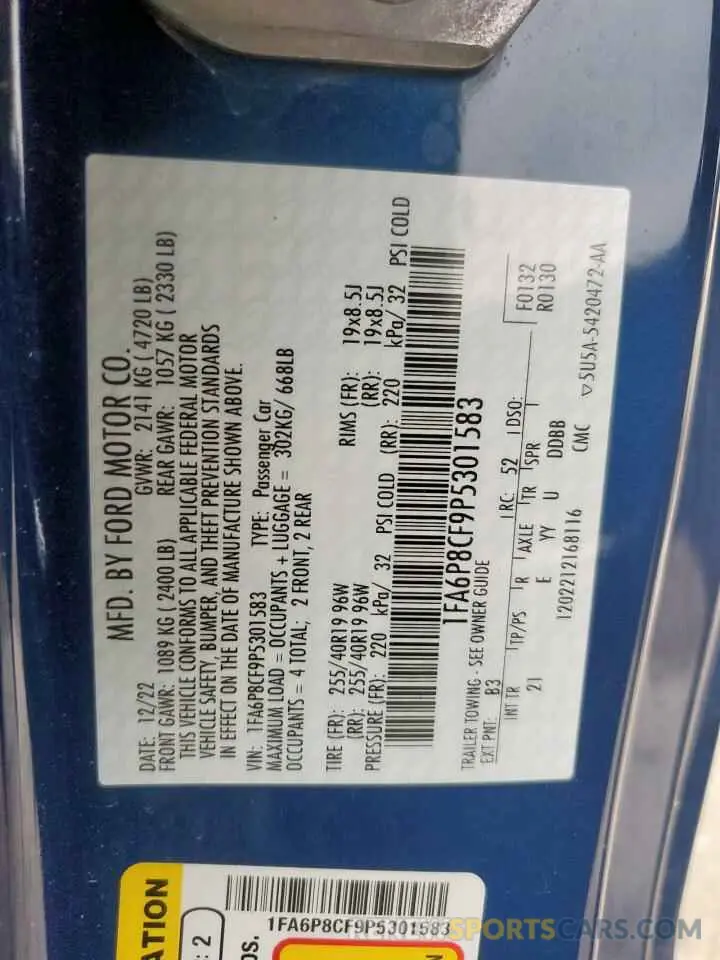 MFD. BY FORD MOTOR CO.
DATE: 12/22 GVWR: 2141 KG ( 4720 LB)
FRONT GAWR: 1089 KG ( 2400 LB) REAR GAWR: 1057 KG ( 2330 LB)
THIS VEHICLE CONFORMS TO ALL APPLICABLE FEDERAL MOTOR
VEHICLE SAFETY, BUMPER, AND THEFT PREVENTION STANDARDS
IN EFFECT ON THE DATE OF MANUFACTURE SHOWN ABOVE.
VIN: 1FA6P8CF9P5301583 TYPE: Passenger Car
MAXIMUM LOAD = OCCUPANTS + LUGGAGE = 302KG/ 668LB
OCCUPANTS = 4 TOTAL; 2 FRONT, 2 REAR
TIRE (FR): 255/40R19 96W RIMS (FR): 19x8.5J
(RR): 255/40R19 96W (RR): 19x8.5J
PRESSURE (FR): 220 kPa/ 32 PSI COLD (RR): 220 kPa/ 32 PSI COLD
1FA6P8CF9P5301583
TRAILER TOWING - SEE OWNER GUIDE
EXT PNT: B3 RC: 52 DSO: F0132
R0130
INT TR TP/PS R AXLE TR SPR
21 E YY U DDBB
1202212168116 CMC ▽5U5A-5420472-AA
ATION
: 2
OS.
1FA6P8CF9P5301583
N
EPICSPORTSCARS.COM